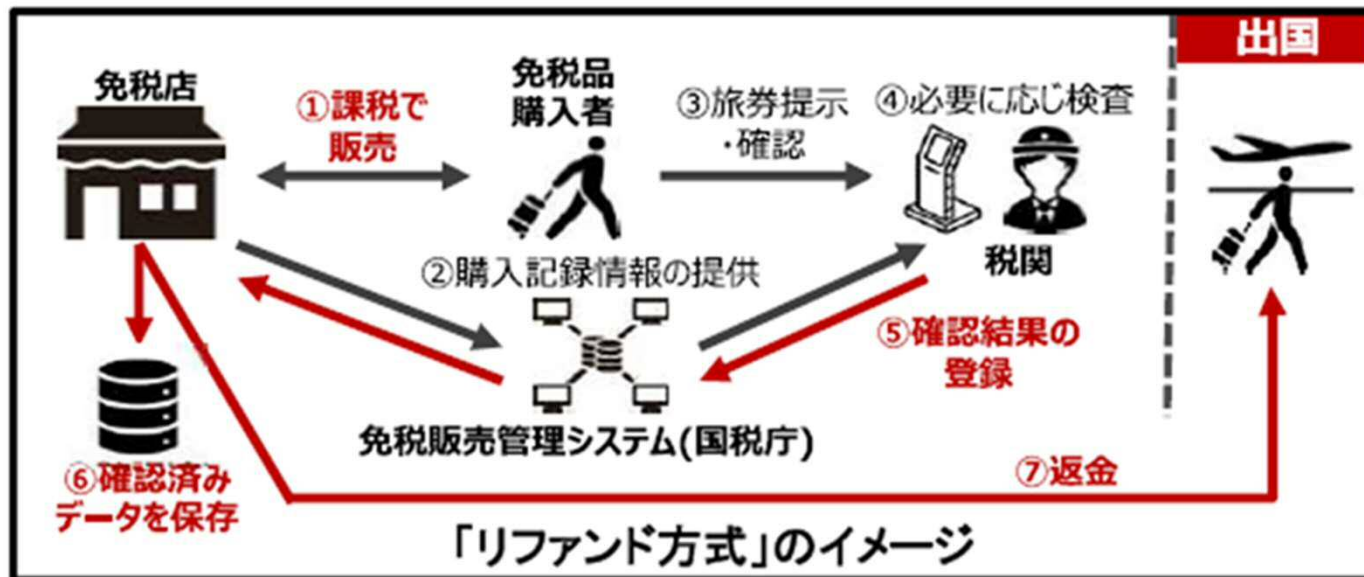 出国
免税店
①課税で
販売
免税品
購入者
③旅券提示
・確認
④必要に応じ検査
税関
②購入記録情報の提供
⑤確認結果の
登録
免税販売管理システム(国税庁)
⑥確認済み
データを保存
⑦返金
「リファンド方式」のイメージ